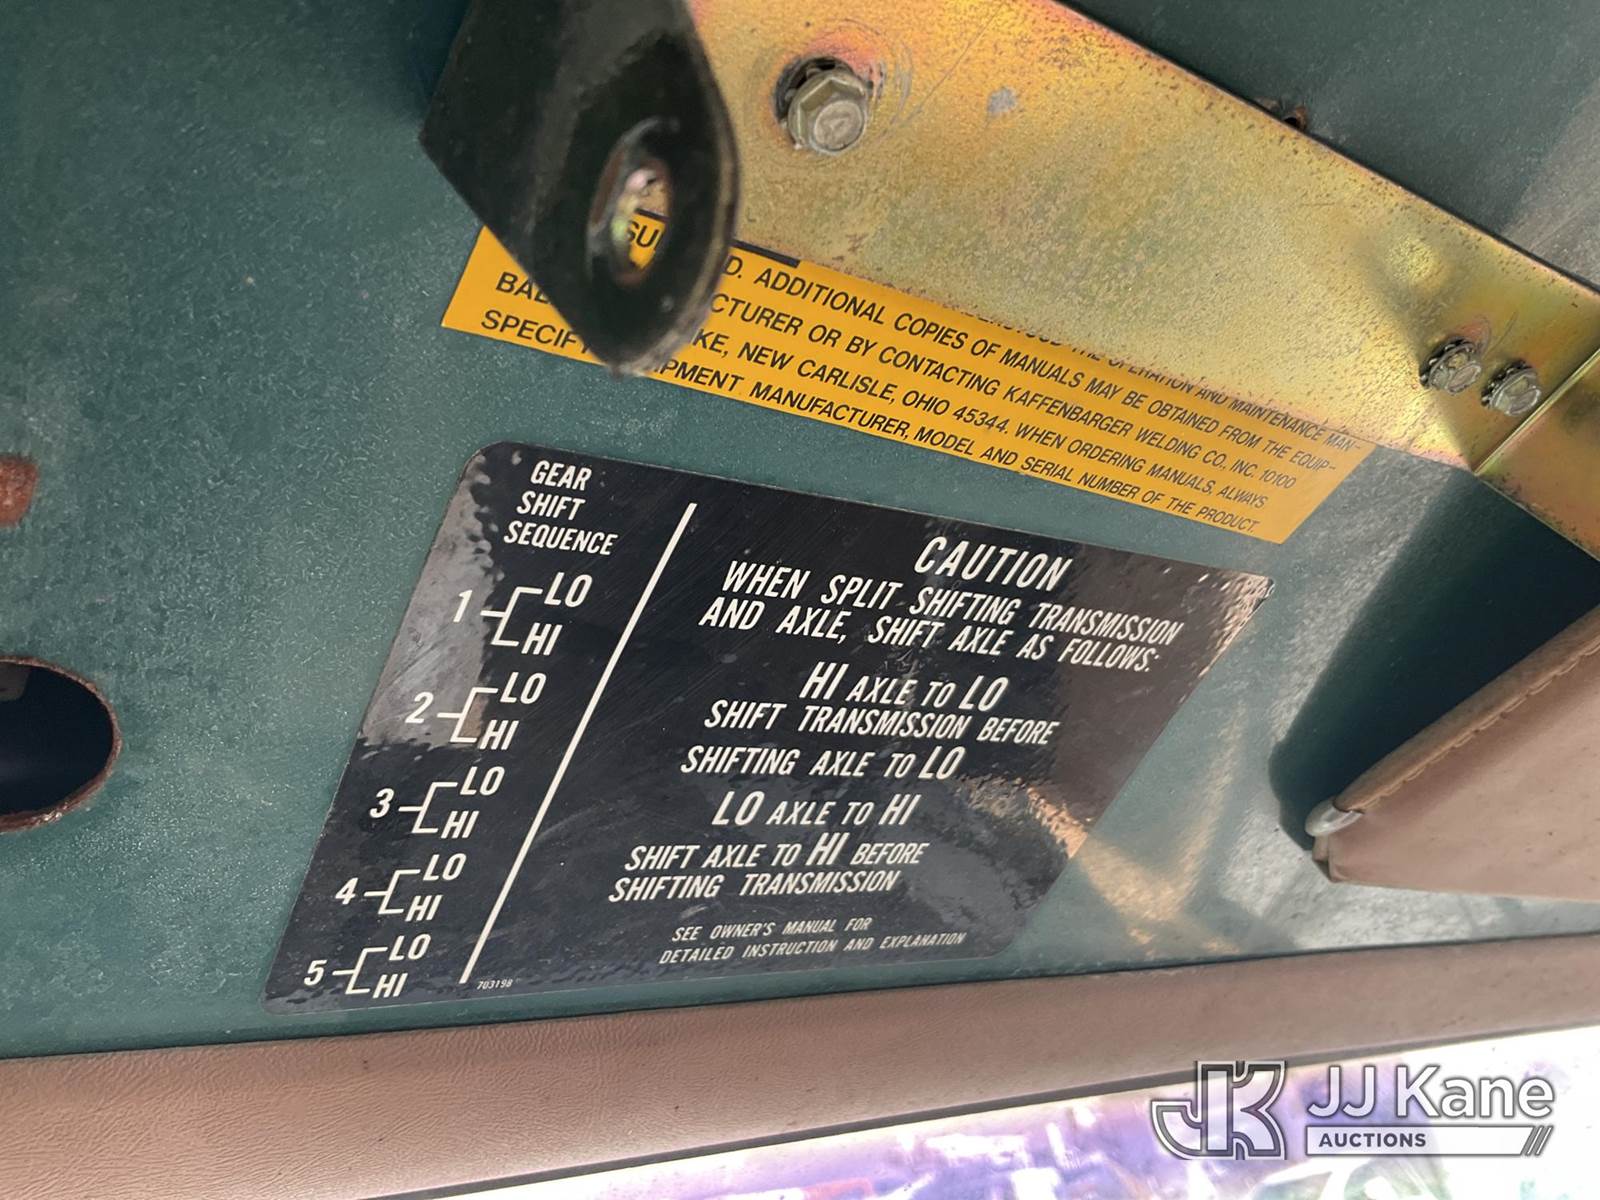 SU D. ADDITIONAL COPIES OF MANUALS MAY BE OBTAINED FROM THE EQUIP-
CTURER OR BY CONTACTING KAFFENBARGER WELDING CO., INC. 10100
KE, NEW CARLISLE, OHIO 45344. WHEN ORDERING MANUALS, ALWAYS
SPECIF PMENT MANUFACTURER, MODEL AND SERIAL NUMBER OF THE PRODUCT.
GEAR
SHIFT
SEQUENCE
1 LO
HI
2 LO
HI
3 LO
HI
4 LO
HI
5 LO
HI
703198
CAUTION
WHEN SPLIT SHIFTING TRANSMISSION
AND AXLE, SHIFT AXLE AS FOLLOWS:
HI AXLE TO LO
SHIFT TRANSMISSION BEFORE
SHIFTING AXLE TO LO
LO AXLE TO HI
SHIFT AXLE TO HI BEFORE
SHIFTING TRANSMISSION
SEE OWNER'S MANUAL FOR
DETAILED INSTRUCTION AND EXPLANATION
JK JJ Kane
AUCTIONS